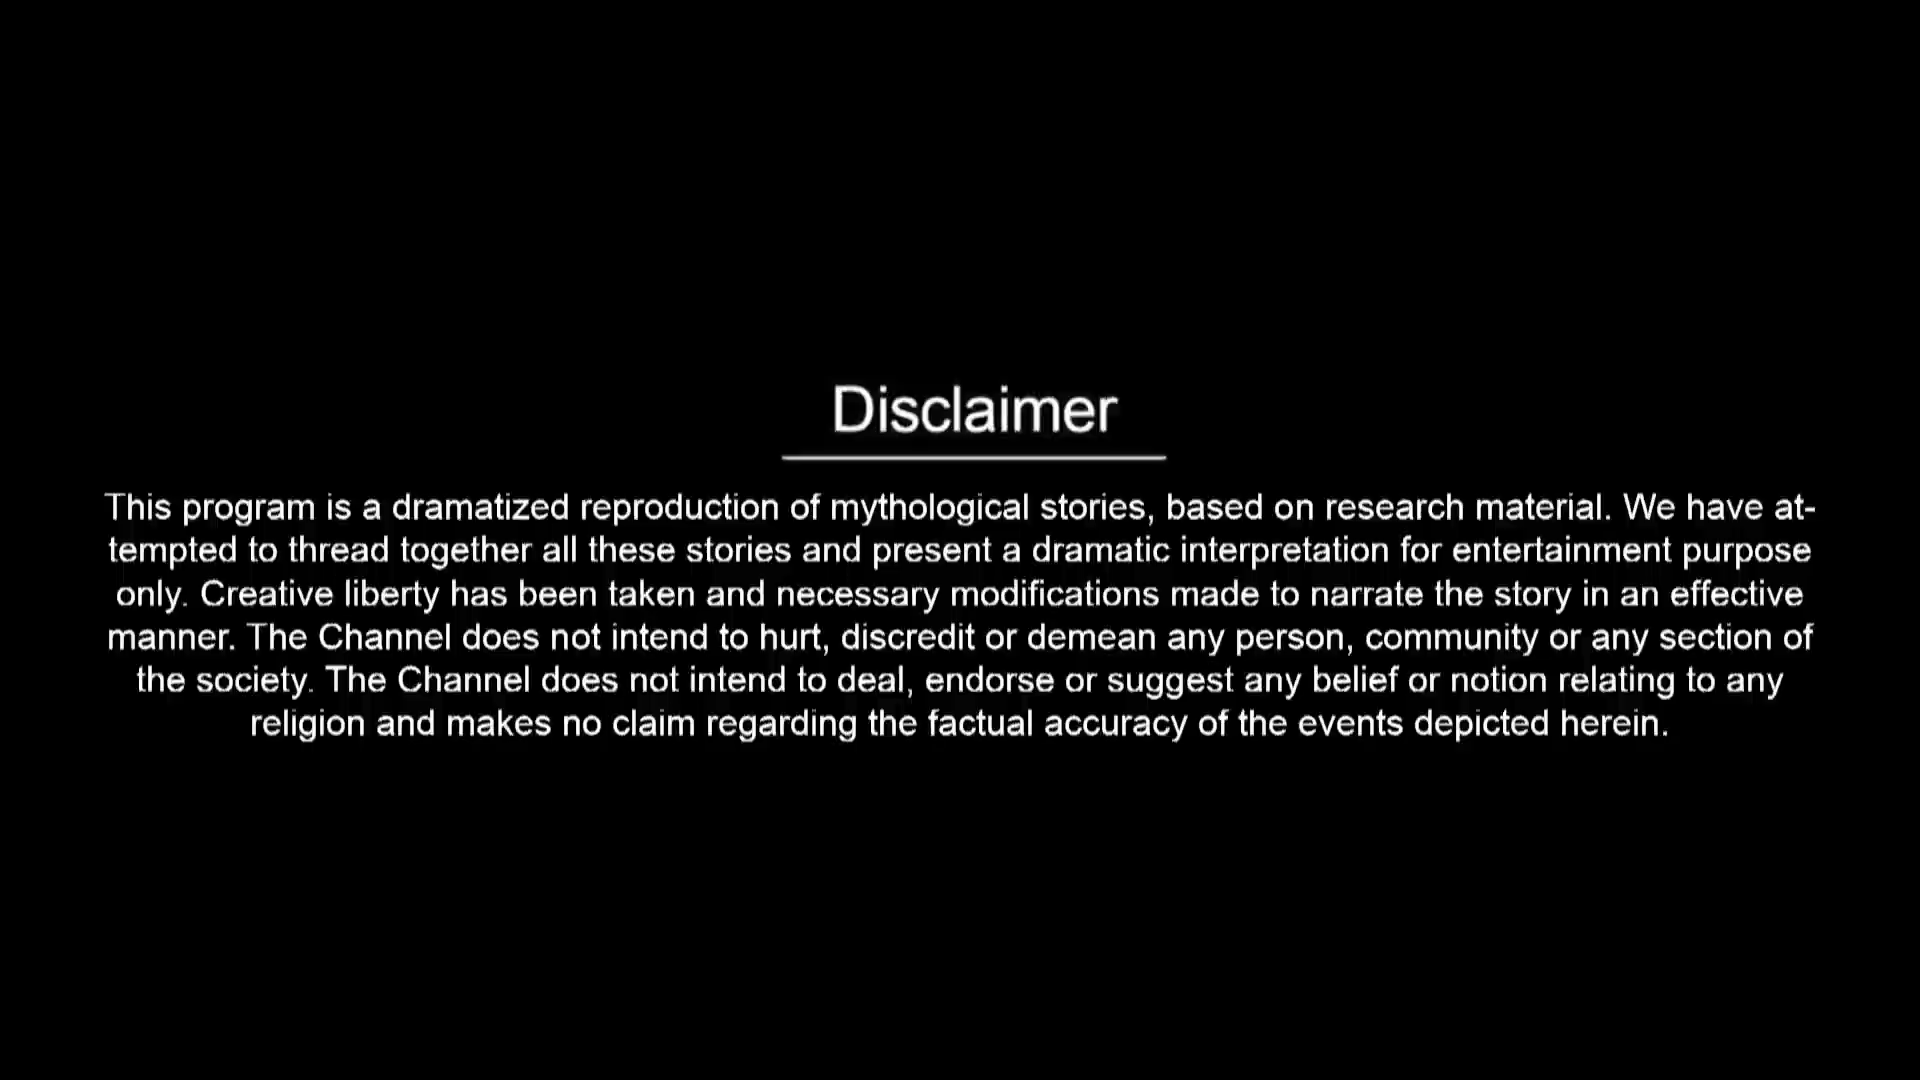 Disclaimer
This program is a dramatized reproduction of mythological stories, based on research material. We have at-
tempted to thread together all these stories and present a dramatic interpretation for entertainment purpose
only. Creative liberty has been taken and necessary modifications made to narrate the story in an effective
manner. The Channel does not intend to hurt, discredit or demean any person, community or any section of
the society. The Channel does not intend to deal, endorse or suggest any belief or notion relating to any
religion and makes no claim regarding the factual accuracy of the events depicted herein.